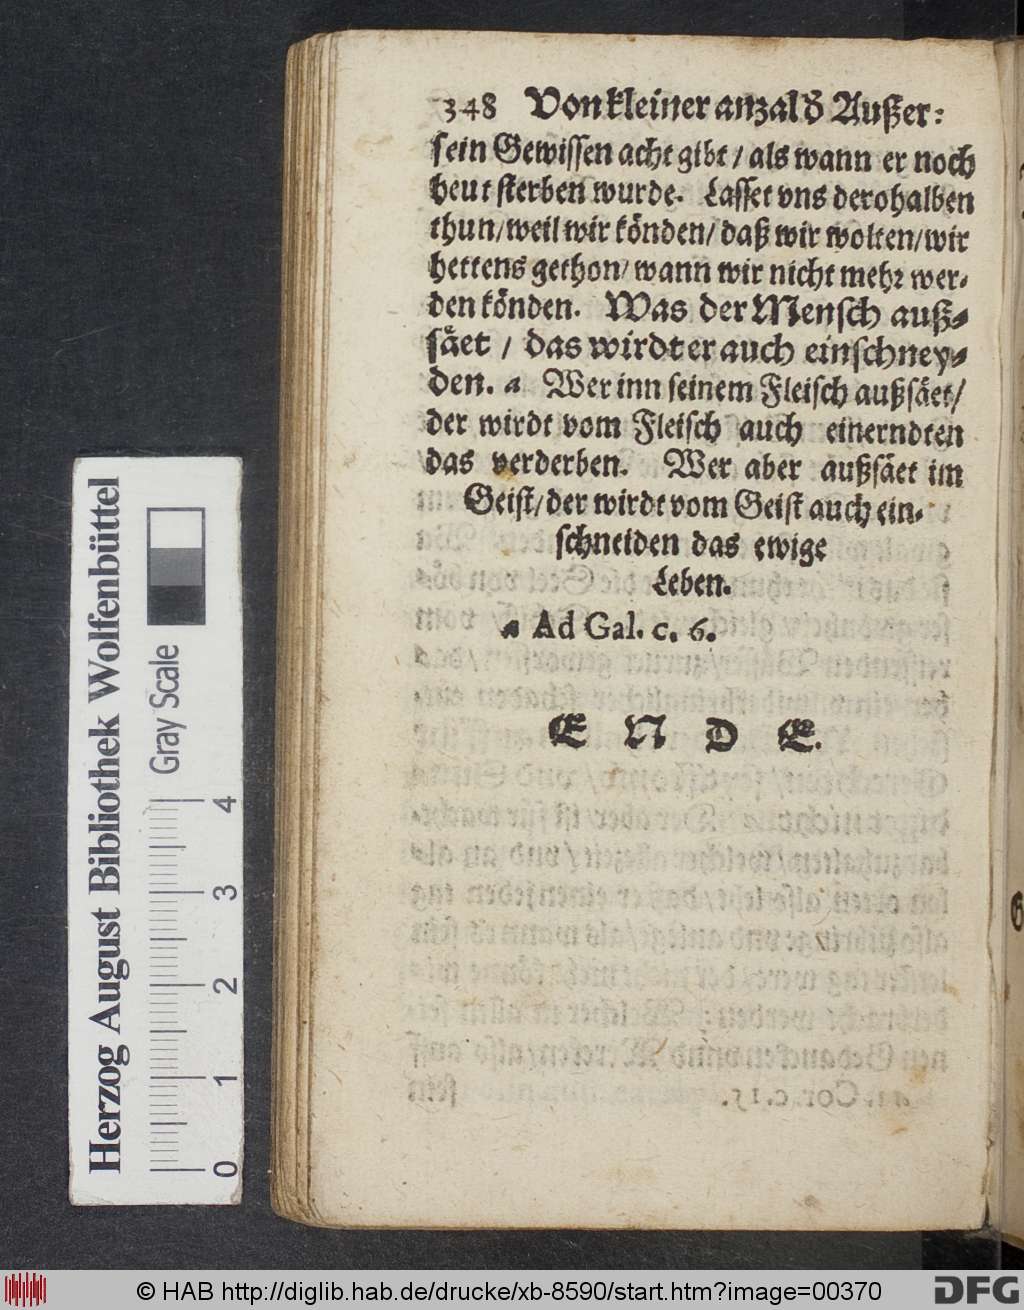 348 Von kleiner anzal d̕ Außer:
sein Gewissen acht gibt / als wann er noch
heut sterben wurde. Lasset vns derohalben
thun / weil wir könden / daß wir wolten / wir
hettens gethon / wann wir nicht mehr wer-
den könden. Was der Mensch auß-
säet / das wirdt er auch einschney-
den. a Wer inn seinem Fleisch außsäet /
der wirdt vom Fleisch auch einerndten
das verderben. Wer aber außsäet im
Geist / der wirdt vom Geist auch ein-
schneiden das ewige
Leben.
a Ad Gal. c. 6.
E N D E.
Herzog August Bibliothek Wolfenbüttel
Gray Scale
0 1 2 3 4
© HAB http://diglib.hab.de/drucke/xb-8590/start.htm?image=00370
DFG